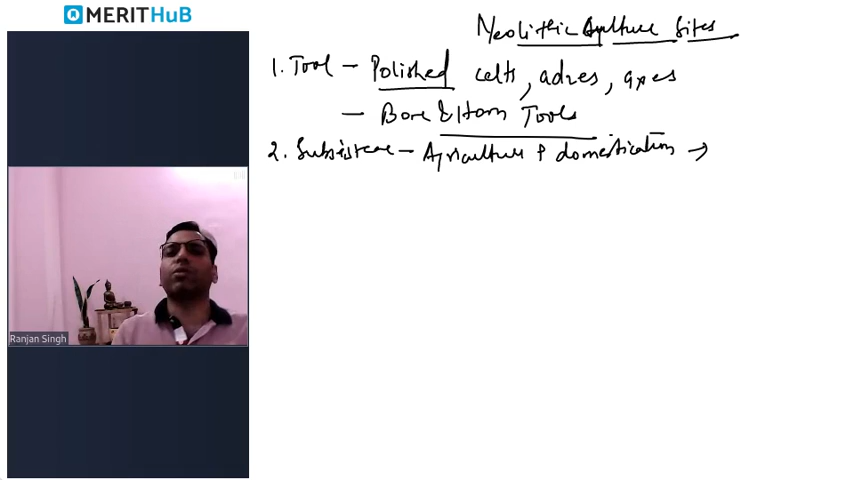 MERITHUB
Neolithic Culture Sites
1. Tool – Polished celts, adzes, axes
– Bone & Horn Tools
2. Subsistence – Agriculture & domestication →
Ranjan Singh